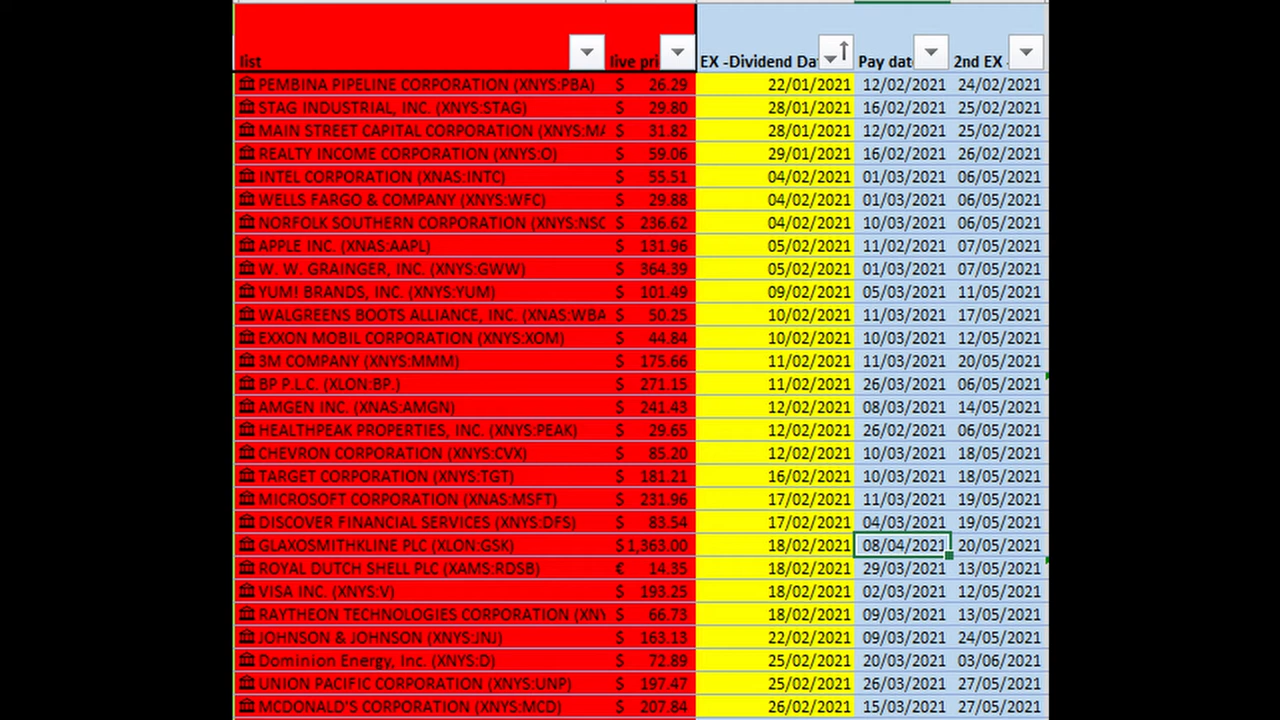 list live pri EX -Dividend Da Pay dat 2nd EX
PEMBINA PIPELINE CORPORATION (XNYS:PBA) $ 26.29 22/01/2021 12/02/2021 24/02/2021
STAG INDUSTRIAL, INC. (XNYS:STAG) $ 29.80 28/01/2021 16/02/2021 25/02/2021
MAIN STREET CAPITAL CORPORATION (XNYS:MA $ 31.82 28/01/2021 12/02/2021 25/02/2021
REALTY INCOME CORPORATION (XNYS:O) $ 59.06 29/01/2021 16/02/2021 26/02/2021
INTEL CORPORATION (XNAS:INTC) $ 55.51 04/02/2021 01/03/2021 06/05/2021
WELLS FARGO & COMPANY (XNYS:WFC) $ 29.88 04/02/2021 01/03/2021 06/05/2021
NORFOLK SOUTHERN CORPORATION (XNYS:NSC $ 236.62 04/02/2021 10/03/2021 06/05/2021
APPLE INC. (XNAS:AAPL) $ 131.96 05/02/2021 11/02/2021 07/05/2021
W. W. GRAINGER, INC. (XNYS:GWW) $ 364.39 05/02/2021 01/03/2021 07/05/2021
YUM! BRANDS, INC. (XNYS:YUM) $ 101.49 09/02/2021 05/03/2021 11/05/2021
WALGREENS BOOTS ALLIANCE, INC. (XNAS:WBA $ 50.25 10/02/2021 11/03/2021 17/05/2021
EXXON MOBIL CORPORATION (XNYS:XOM) $ 44.84 10/02/2021 10/03/2021 12/05/2021
3M COMPANY (XNYS:MMM) $ 175.66 11/02/2021 11/03/2021 20/05/2021
BP P.L.C. (XLON:BP.) $ 271.15 11/02/2021 26/03/2021 06/05/2021
AMGEN INC. (XNAS:AMGN) $ 241.43 12/02/2021 08/03/2021 14/05/2021
HEALTHPEAK PROPERTIES, INC. (XNYS:PEAK) $ 29.65 12/02/2021 26/02/2021 06/05/2021
CHEVRON CORPORATION (XNYS:CVX) $ 85.20 12/02/2021 10/03/2021 18/05/2021
TARGET CORPORATION (XNYS:TGT) $ 181.21 16/02/2021 10/03/2021 18/05/2021
MICROSOFT CORPORATION (XNAS:MSFT) $ 231.96 17/02/2021 11/03/2021 19/05/2021
DISCOVER FINANCIAL SERVICES (XNYS:DFS) $ 83.54 17/02/2021 04/03/2021 19/05/2021
GLAXOSMITHKLINE PLC (XLON:GSK) $ 1,363.00 18/02/2021 08/04/2021 20/05/2021
ROYAL DUTCH SHELL PLC (XAMS:RDSB) € 14.35 18/02/2021 29/03/2021 13/05/2021
VISA INC. (XNYS:V) $ 193.25 18/02/2021 02/03/2021 12/05/2021
RAYTHEON TECHNOLOGIES CORPORATION (XNY $ 66.73 18/02/2021 09/03/2021 13/05/2021
JOHNSON & JOHNSON (XNYS:JNJ) $ 163.13 22/02/2021 09/03/2021 24/05/2021
Dominion Energy, Inc. (XNYS:D) $ 72.89 25/02/2021 20/03/2021 03/06/2021
UNION PACIFIC CORPORATION (XNYS:UNP) $ 197.47 25/02/2021 26/03/2021 27/05/2021
MCDONALD'S CORPORATION (XNYS:MCD) $ 207.84 26/02/2021 15/03/2021 27/05/2021